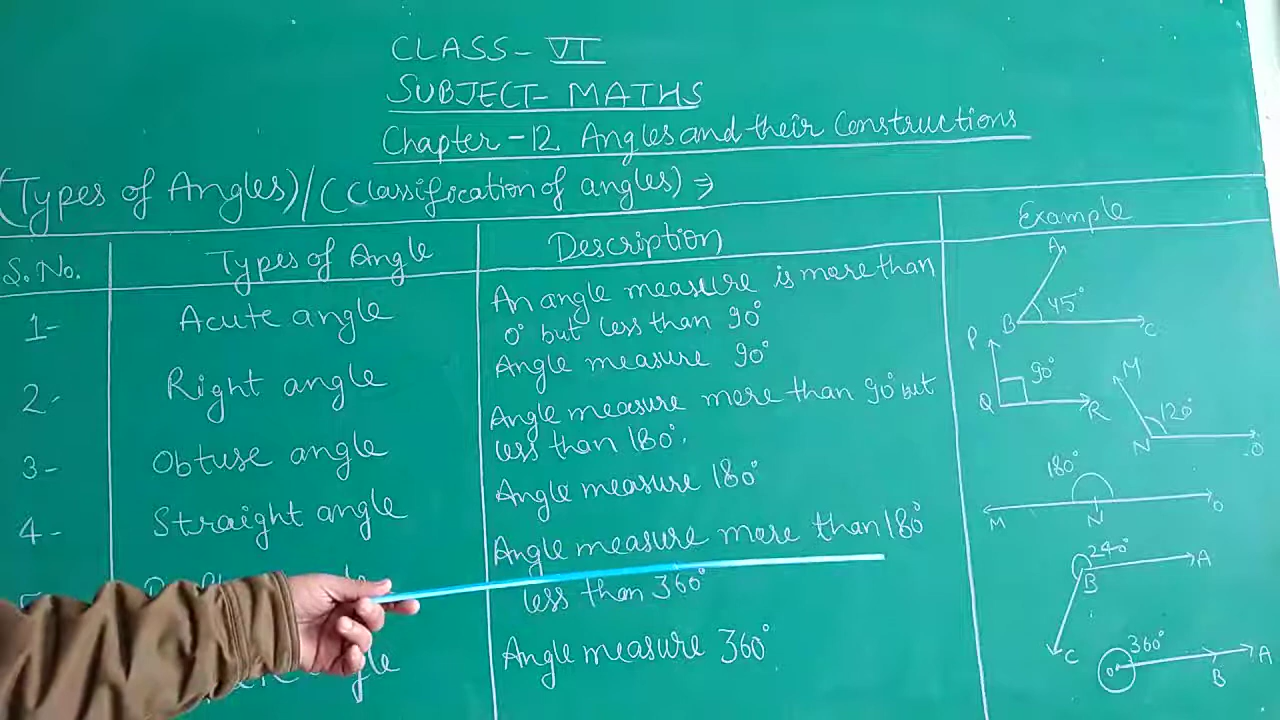 CLASS- VI
SUBJECT- MATHS
Chapter-12 Angles and their Constructions
(Types of Angles)/(Classification of angles) ⇒
S.No. Types of Angle Description Example
1- Acute angle An angle measure is more than
0° but less than 90°
A
B 45° C
2- Right angle Angle measure 90°
P
Q 90° R
3- Obtuse angle Angle measure more than 90° but
less than 180°.
M
N 120° O
4- Straight angle Angle measure 180°
180°
M N O
Angle measure more than 180°
less than 360°
240° A
B
C
angle Angle measure 360°
360° A
O B